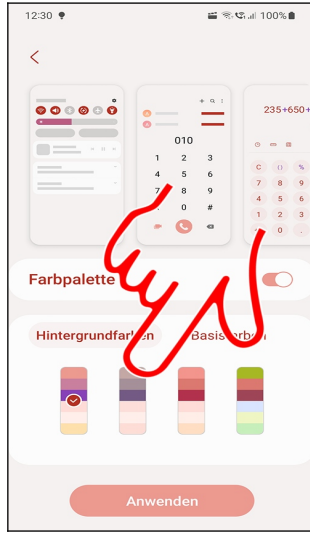 12:30 100%
010
1 2 3
4 5 6
7 8 9
0 #
235+650+
C () %
7 8 9
4 5 6
1 2 3
0 .
Farbpalette
Hintergrundfarben Basisfarben
Anwenden